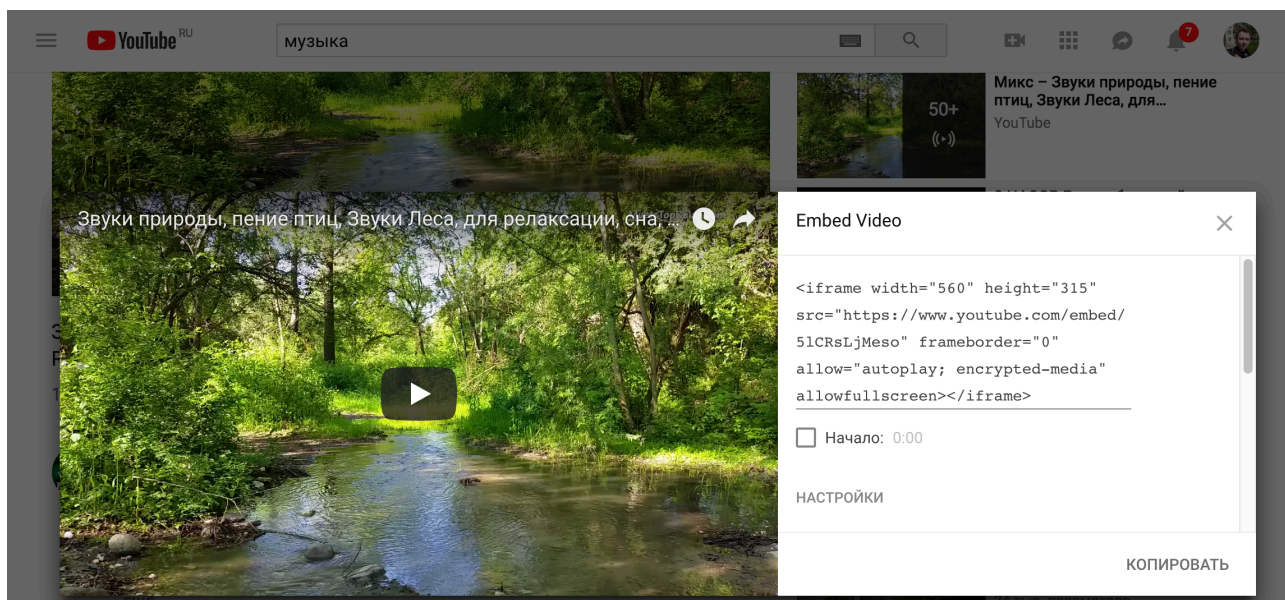 YouTube RU
музыка
7
50+
Микс – Звуки природы, пение
птиц, Звуки Леса, для...
YouTube
Звуки природы, пение птиц, Звуки Леса, для релаксации, сна, ...
Embed Video
<iframe width="560" height="315"
src="https://www.youtube.com/embed/
5lCRsLjMeso" frameborder="0"
allow="autoplay; encrypted-media"
allowfullscreen></iframe>
Начало: 0:00
НАСТРОЙКИ
КОПИРОВАТЬ